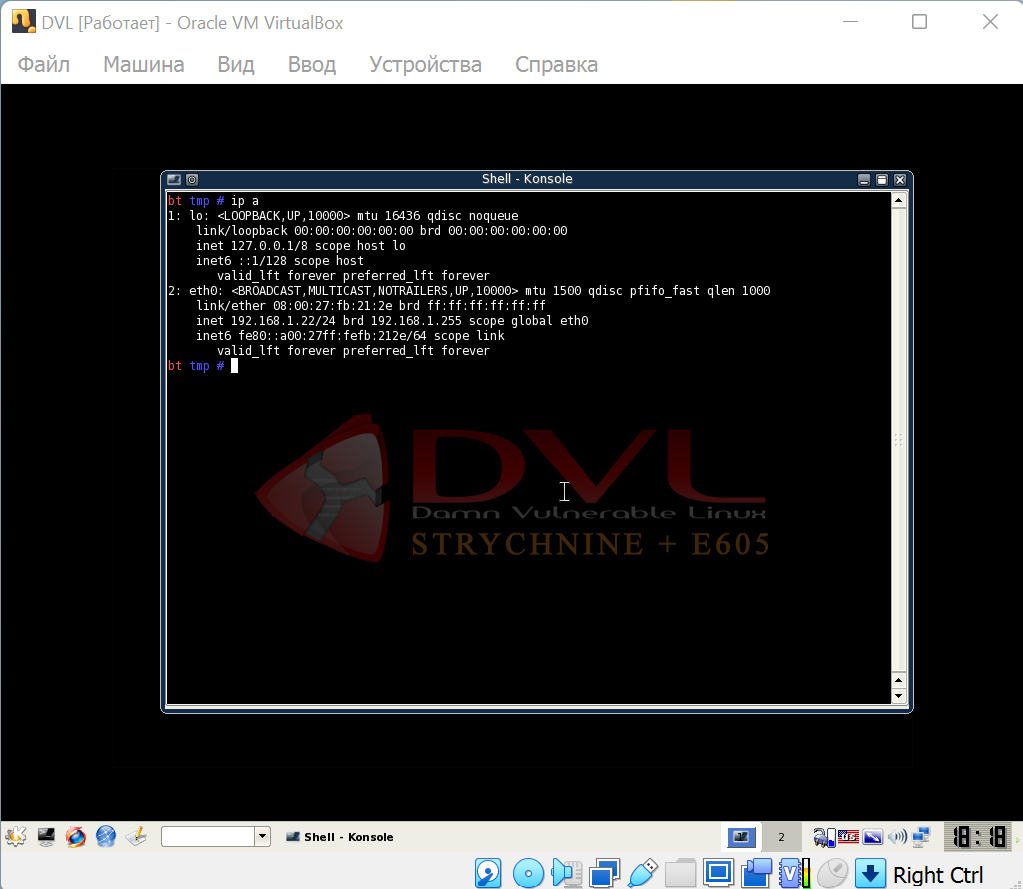 DVL [Работает] - Oracle VM VirtualBox
Файл Машина Вид Ввод Устройства Справка
Shell - Konsole
bt tmp # ip a
1: lo: <LOOPBACK,UP,10000> mtu 16436 qdisc noqueue
    link/loopback 00:00:00:00:00:00 brd 00:00:00:00:00:00
    inet 127.0.0.1/8 scope host lo
    inet6 ::1/128 scope host
       valid_lft forever preferred_lft forever
2: eth0: <BROADCAST,MULTICAST,NOTRAILERS,UP,10000> mtu 1500 qdisc pfifo_fast qlen 1000
    link/ether 08:00:27:fb:21:2e brd ff:ff:ff:ff:ff:ff
    inet 192.168.1.22/24 brd 192.168.1.255 scope global eth0
    inet6 fe80::a00:27ff:fefb:212e/64 scope link
       valid_lft forever preferred_lft forever
bt tmp #
DVL
Damn Vulnerable Linux
STRYCHNINE + E605
Shell - Konsole 2 us 18:18
Right Ctrl